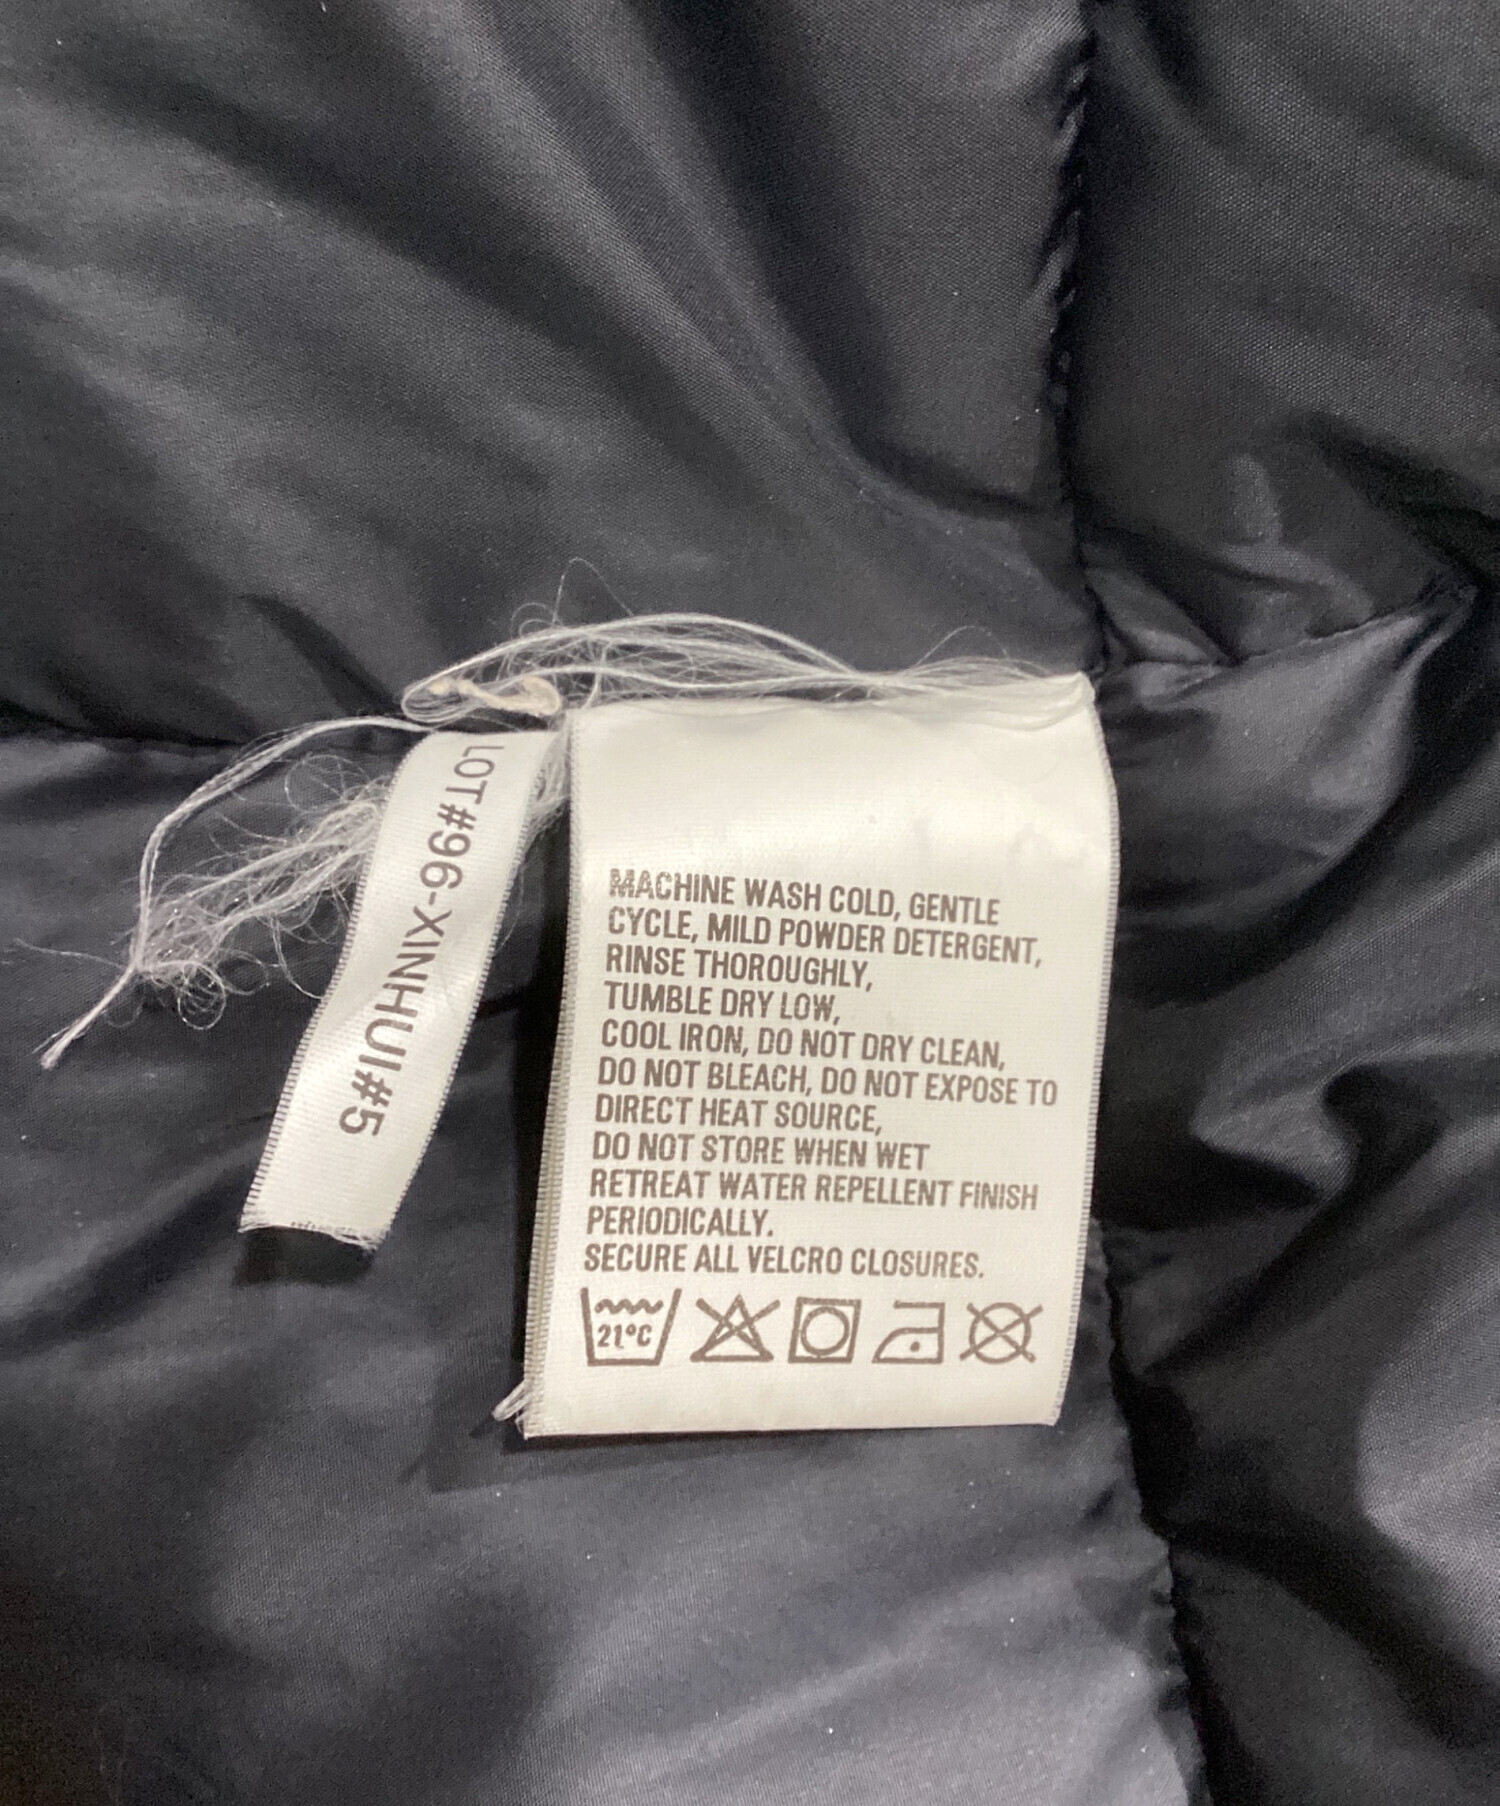 LOT#96-XINHUI#5
MACHINE WASH COLD, GENTLE
CYCLE, MILD POWDER DETERGENT,
RINSE THOROUGHLY,
TUMBLE DRY LOW,
COOL IRON, DO NOT DRY CLEAN,
DO NOT BLEACH, DO NOT EXPOSE TO
DIRECT HEAT SOURCE,
DO NOT STORE WHEN WET
RETREAT WATER REPELLENT FINISH
PERIODICALLY.
SECURE ALL VELCRO CLOSURES.
21°C